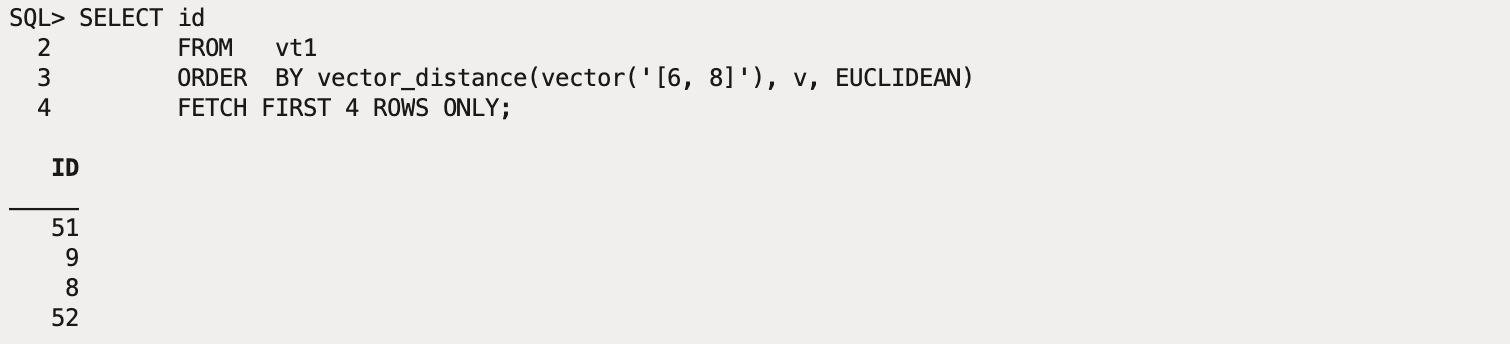 SQL> SELECT id
  2         FROM   vt1
  3         ORDER  BY vector_distance(vector('[6, 8]'), v, EUCLIDEAN)
  4         FETCH FIRST 4 ROWS ONLY;
   ID
_____
   51
    9
    8
   52